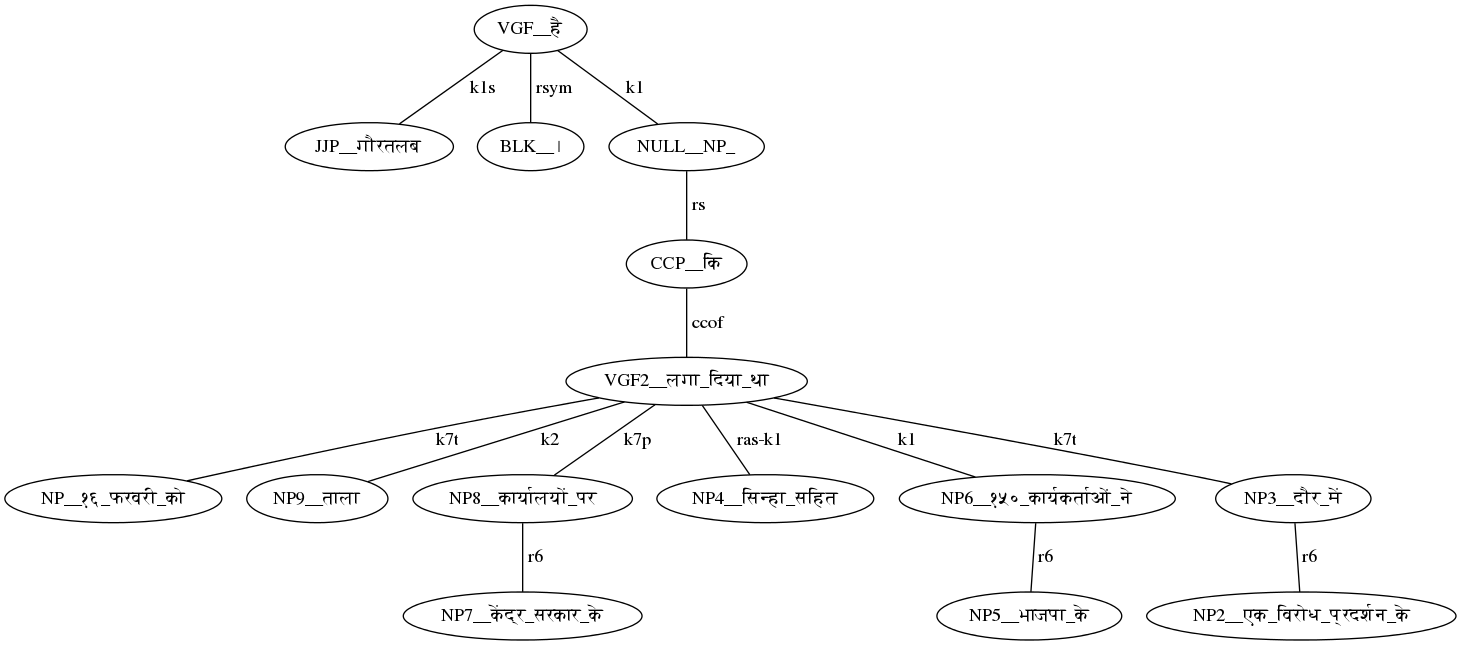 VGF__है
k1s rsym k1
JJP__गौरतलब BLK__। NULL__NP_
rs
CCP__कि
ccof
VGF2__लगा_दिया_था
k7t k2 k7p ras-k1 k1 k7t
NP__१६_फरवरी_को NP9__ताला NP8__कार्यालयों_पर NP4__सिन्हा_सहित NP6__१५०_कार्यकर्ताओं_ने NP3__दौर_में
r6 r6 r6
NP7__केंद्र_सरकार_के NP5__भाजपा_के NP2__एक_विरोध_प्रदर्शन_के